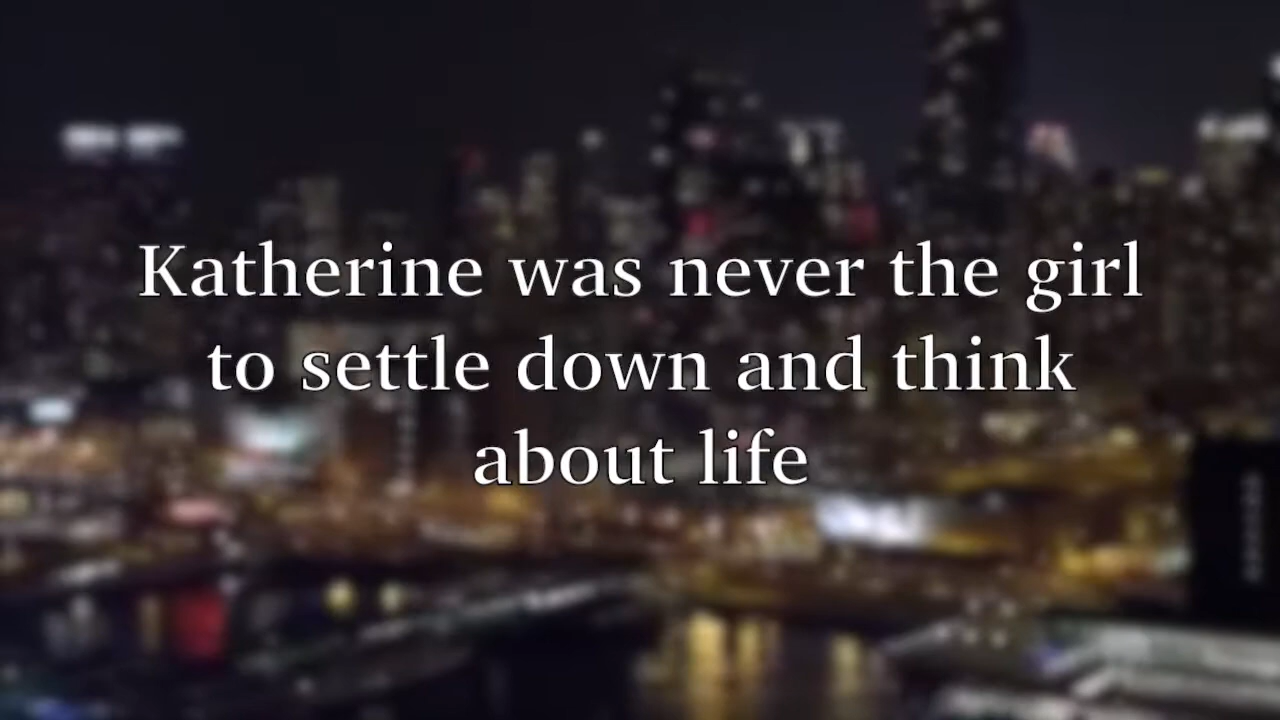 Katherine was never the girl
to settle down and think
about life